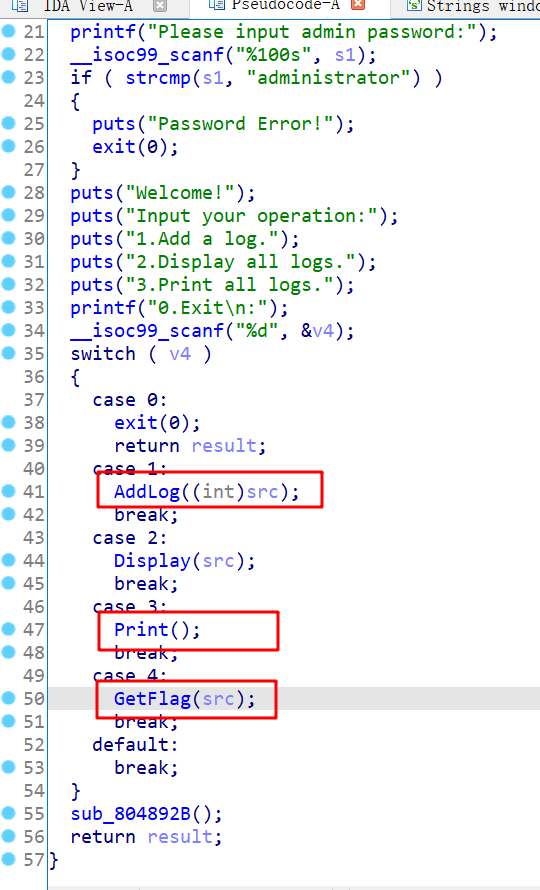 IDA View-A Pseudocode-A Strings windo
21 printf("Please input admin password:");
22 __isoc99_scanf("%100s", s1);
23 if ( strcmp(s1, "administrator") )
24 {
25 puts("Password Error!");
26 exit(0);
27 }
28 puts("Welcome!");
29 puts("Input your operation:");
30 puts("1.Add a log.");
31 puts("2.Display all logs.");
32 puts("3.Print all logs.");
33 printf("0.Exit\n:");
34 __isoc99_scanf("%d", &v4);
35 switch ( v4 )
36 {
37 case 0:
38 exit(0);
39 return result;
40 case 1:
41 AddLog((int)src);
42 break;
43 case 2:
44 Display(src);
45 break;
46 case 3:
47 Print();
48 break;
49 case 4:
50 GetFlag(src);
51 break;
52 default:
53 break;
54 }
55 sub_804892B();
56 return result;
57 }